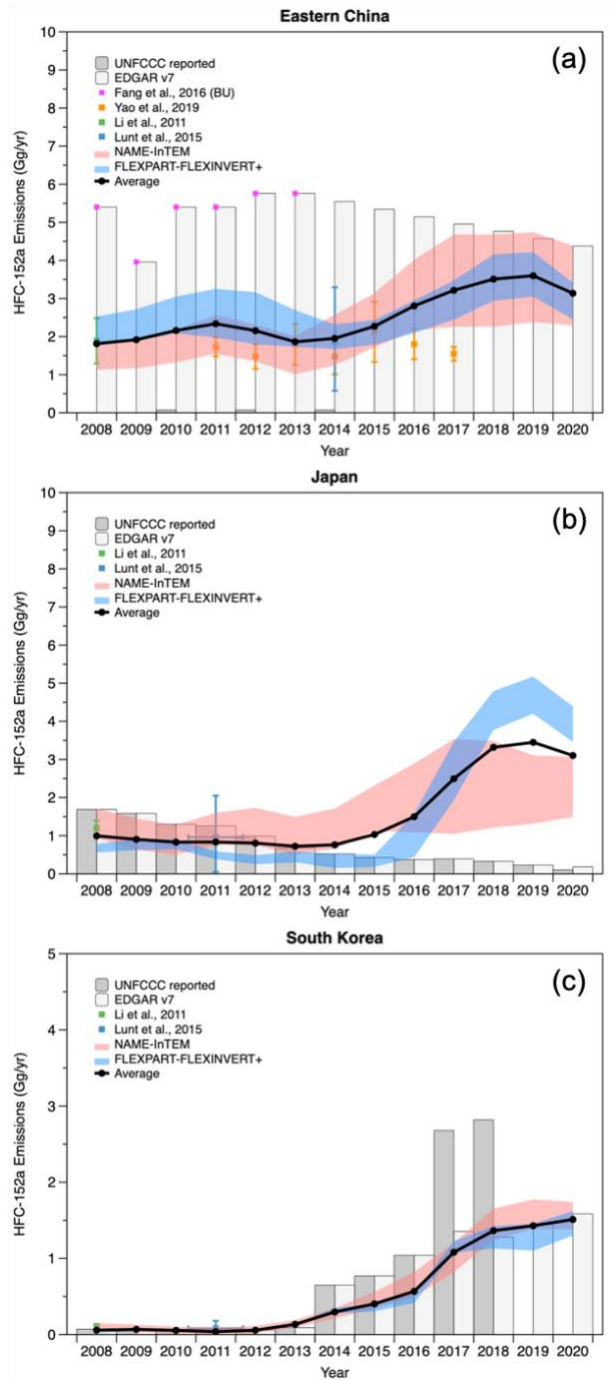 Eastern China
(a)
UNFCCC reported
EDGAR v7
Fang et al., 2016 (BU)
Yao et al., 2019
Li et al., 2011
Lunt et al., 2015
NAME-InTEM
FLEXPART-FLEXINVERT+
Average
HFC-152a Emissions (Gg/yr)
10
9
8
7
6
5
4
3
2
1
0
2008 2009 2010 2011 2012 2013 2014 2015 2016 2017 2018 2019 2020
Year
Japan
(b)
UNFCCC reported
EDGAR v7
Li et al., 2011
Lunt et al., 2015
NAME-InTEM
FLEXPART-FLEXINVERT+
Average
HFC-152a Emissions (Gg/yr)
10
9
8
7
6
5
4
3
2
1
0
2008 2009 2010 2011 2012 2013 2014 2015 2016 2017 2018 2019 2020
Year
South Korea
(c)
UNFCCC reported
EDGAR v7
Li et al., 2011
Lunt et al., 2015
NAME-InTEM
FLEXPART-FLEXINVERT+
Average
HFC-152a Emissions (Gg/yr)
5
4
3
2
1
0
2008 2009 2010 2011 2012 2013 2014 2015 2016 2017 2018 2019 2020
Year